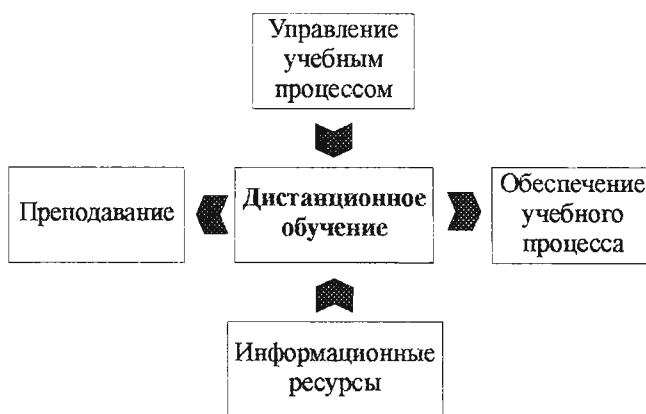 Управление
учебным
процессом
Преподавание
Дистанционное
обучение
Обеспечение
учебного
процесса
Информационные
ресурсы